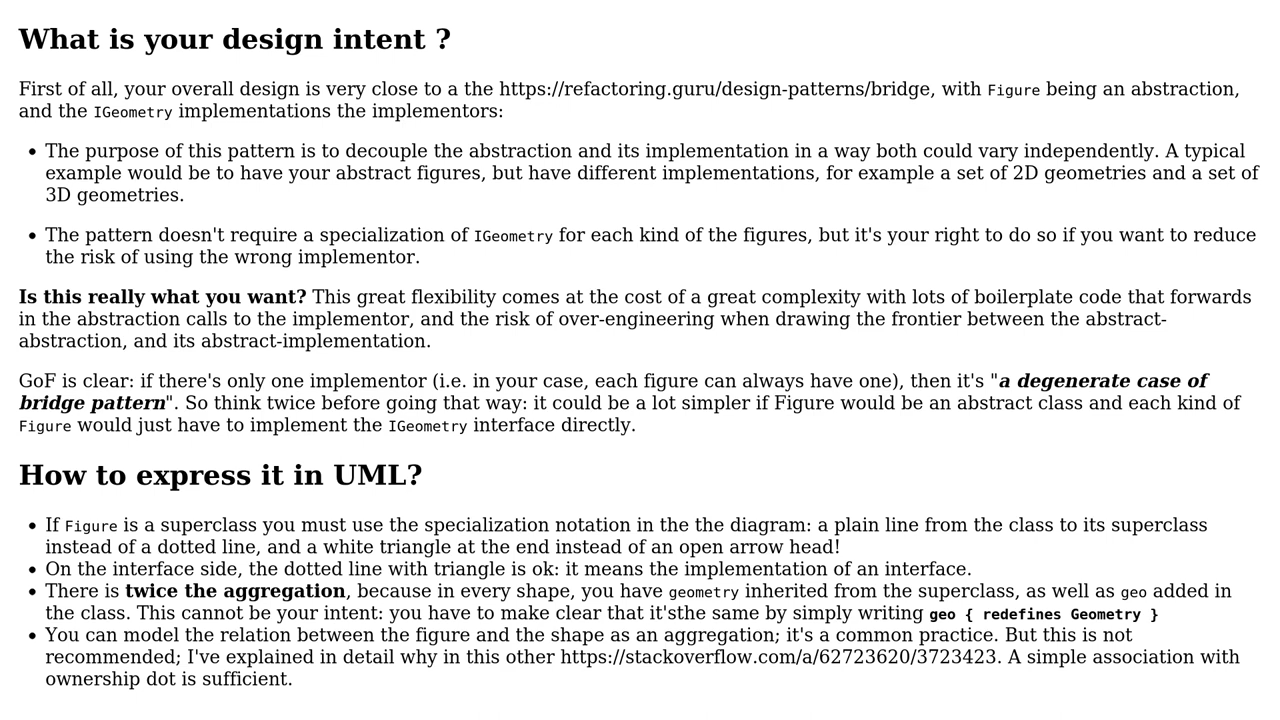 What is your design intent ?
First of all, your overall design is very close to a the https://refactoring.guru/design-patterns/bridge, with Figure being an abstraction,
and the IGeometry implementations the implementors:
• The purpose of this pattern is to decouple the abstraction and its implementation in a way both could vary independently. A typical
example would be to have your abstract figures, but have different implementations, for example a set of 2D geometries and a set of
3D geometries.
• The pattern doesn't require a specialization of IGeometry for each kind of the figures, but it's your right to do so if you want to reduce
the risk of using the wrong implementor.
Is this really what you want? This great flexibility comes at the cost of a great complexity with lots of boilerplate code that forwards
in the abstraction calls to the implementor, and the risk of over-engineering when drawing the frontier between the abstract-
abstraction, and its abstract-implementation.
GoF is clear: if there's only one implementor (i.e. in your case, each figure can always have one), then it's "a degenerate case of
bridge pattern". So think twice before going that way: it could be a lot simpler if Figure would be an abstract class and each kind of
Figure would just have to implement the IGeometry interface directly.
How to express it in UML?
• If Figure is a superclass you must use the specialization notation in the the diagram: a plain line from the class to its superclass
instead of a dotted line, and a white triangle at the end instead of an open arrow head!
• On the interface side, the dotted line with triangle is ok: it means the implementation of an interface.
• There is twice the aggregation, because in every shape, you have geometry inherited from the superclass, as well as geo added in
the class. This cannot be your intent: you have to make clear that it'sthe same by simply writing geo { redefines Geometry }
• You can model the relation between the figure and the shape as an aggregation; it's a common practice. But this is not
recommended; I've explained in detail why in this other https://stackoverflow.com/a/62723620/3723423. A simple association with
ownership dot is sufficient.